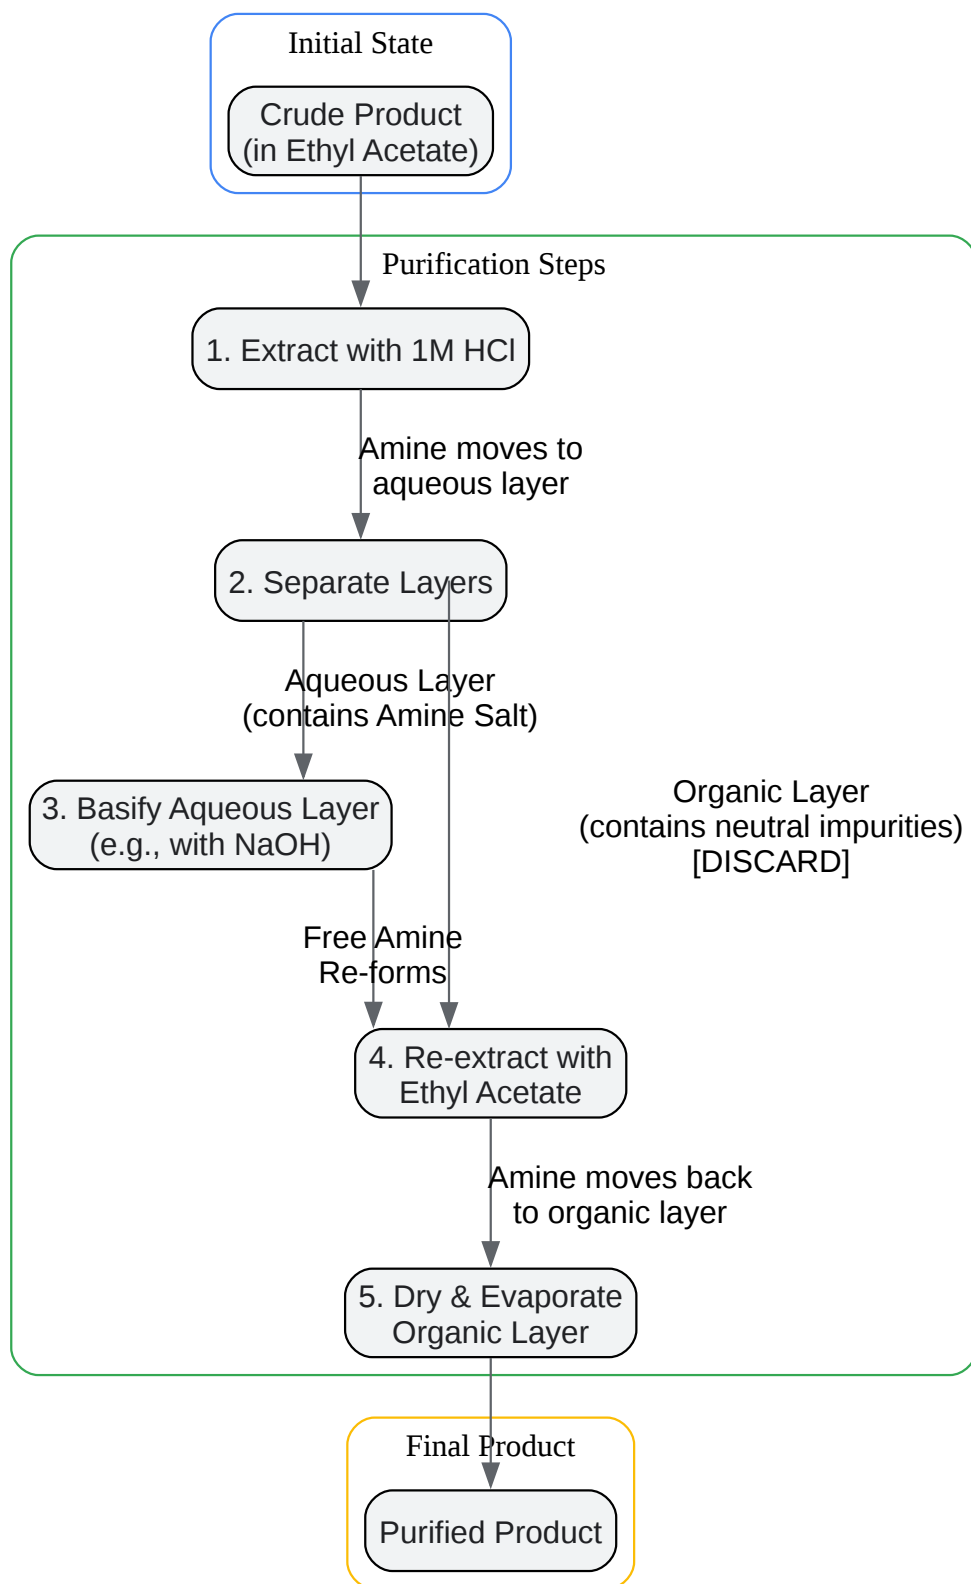 Initial State
Crude Product
(in Ethyl Acetate)
Purification Steps
1. Extract with 1M HCl
Amine moves to
aqueous layer
2. Separate Layers
Aqueous Layer
(contains Amine Salt)
3. Basify Aqueous Layer
(e.g., with NaOH)
Organic Layer
(contains neutral impurities)
[DISCARD]
Free Amine
Re-forms
4. Re-extract with
Ethyl Acetate
Amine moves back
to organic layer
5. Dry & Evaporate
Organic Layer
Final Product
Purified Product